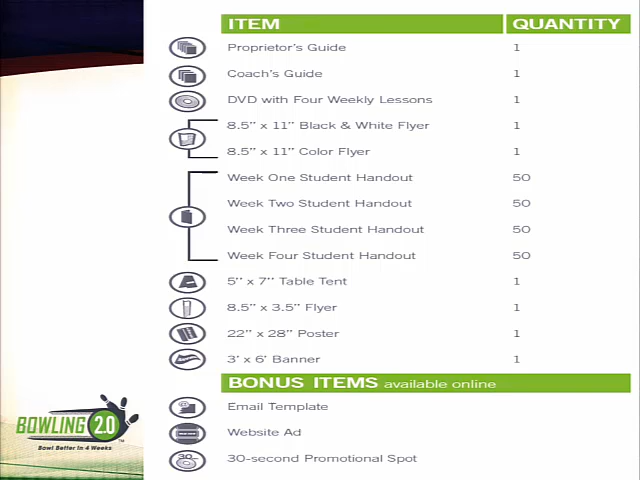 ITEM QUANTITY
Proprietor's Guide 1
Coach's Guide 1
DVD with Four Weekly Lessons 1
8.5" x 11" Black & White Flyer 1
8.5" x 11" Color Flyer 1
Week One Student Handout 50
Week Two Student Handout 50
Week Three Student Handout 50
Week Four Student Handout 50
5" x 7" Table Tent 1
8.5" x 3.5" Flyer 1
22" x 28" Poster 1
3' x 6' Banner 1
BONUS ITEMS available online
Email Template
Website Ad
30-second Promotional Spot
30
BOWLING 2.0
TM
Bowl Better In 4 Weeks